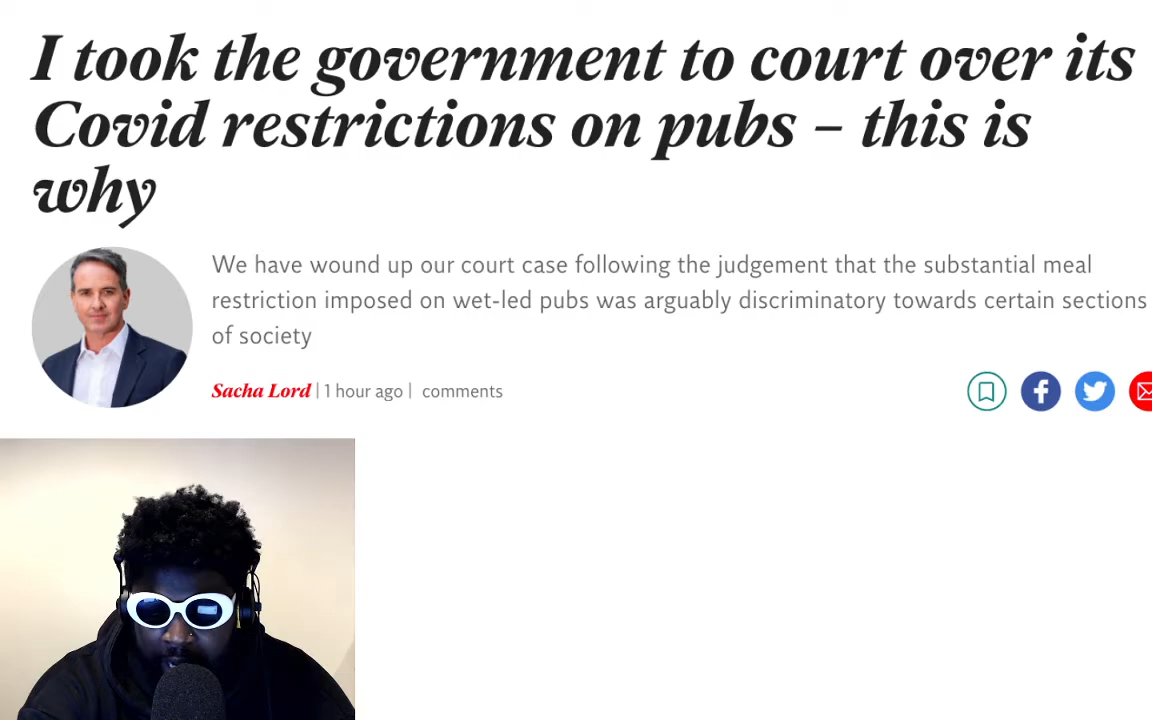 I took the government to court over its
Covid restrictions on pubs – this is
why
We have wound up our court case following the judgement that the substantial meal
restriction imposed on wet-led pubs was arguably discriminatory towards certain sections
of society
Sacha Lord | 1 hour ago | comments